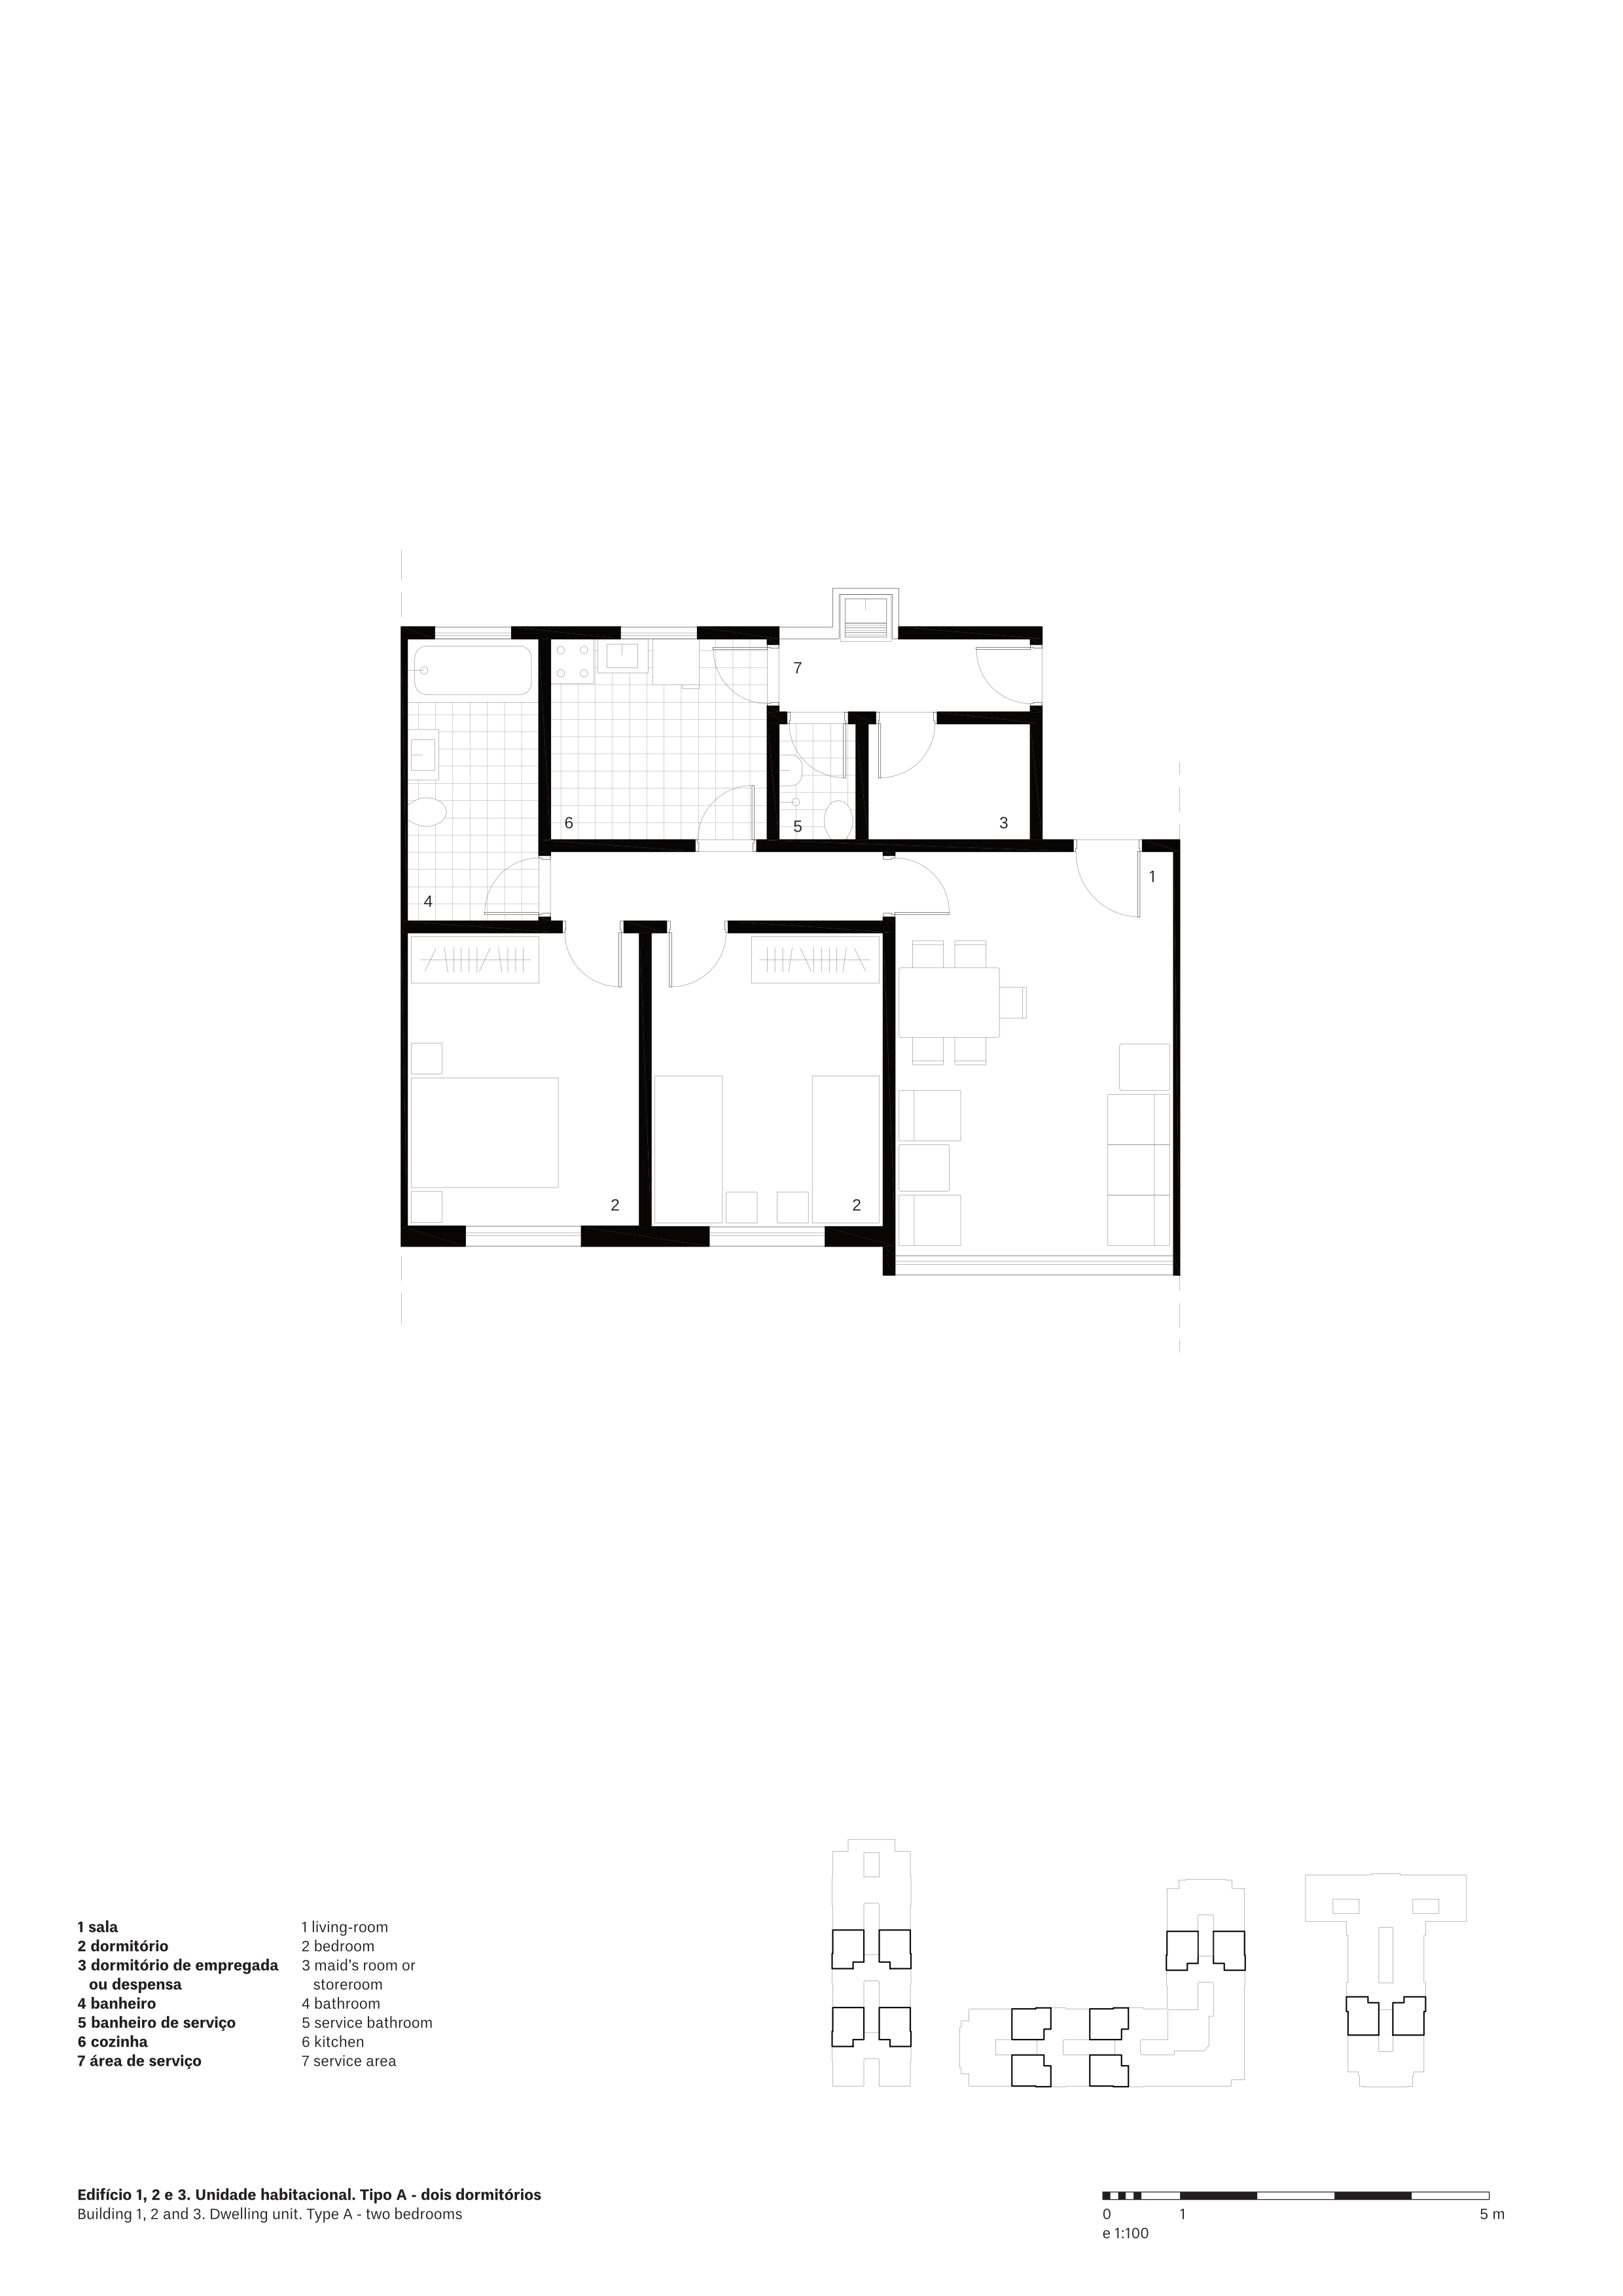 7
6
5
3
4
1
2
2
1 sala
2 dormitório
3 dormitório de empregada
ou despensa
4 banheiro
5 banheiro de serviço
6 cozinha
7 área de serviço
1 living-room
2 bedroom
3 maid's room or
storeroom
4 bathroom
5 service bathroom
6 kitchen
7 service area
Edifício 1, 2 e 3. Unidade habitacional. Tipo A - dois dormitórios
Building 1, 2 and 3. Dwelling unit. Type A - two bedrooms
0 1 5 m
e 1:100